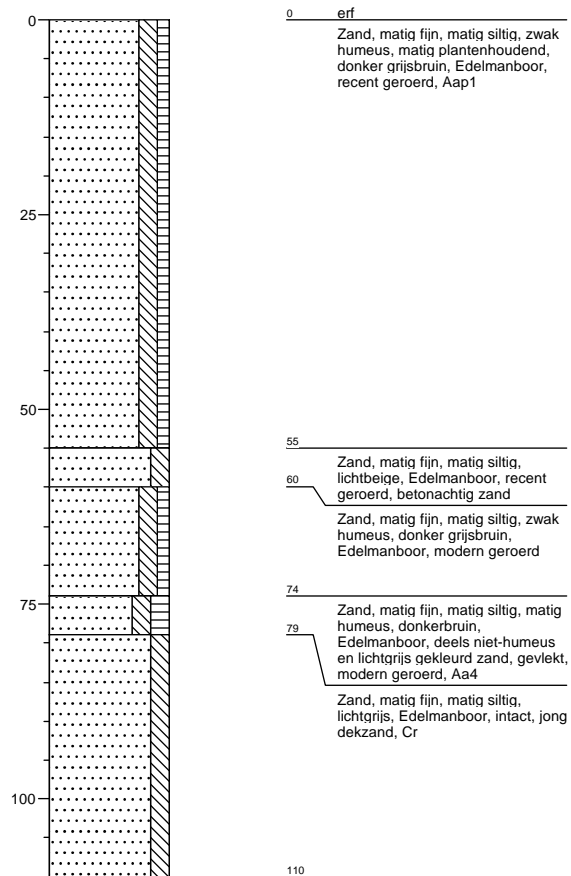 0
25
50
75
100
0 erf
Zand, matig fijn, matig siltig, zwak
humeus, matig plantenhoudend,
donker grijsbruin, Edelmanboor,
recent geroerd, Aap1
55
Zand, matig fijn, matig siltig,
lichtbeige, Edelmanboor, recent
geroerd, betonachtig zand
60
Zand, matig fijn, matig siltig, zwak
humeus, donker grijsbruin,
Edelmanboor, modern geroerd
74
Zand, matig fijn, matig siltig, matig
humeus, donkerbruin,
Edelmanboor, deels niet-humeus
en lichtgrijs gekleurd zand, gevlekt,
modern geroerd, Aa4
79
Zand, matig fijn, matig siltig,
lichtgrijs, Edelmanboor, intact, jong
dekzand, Cr
110